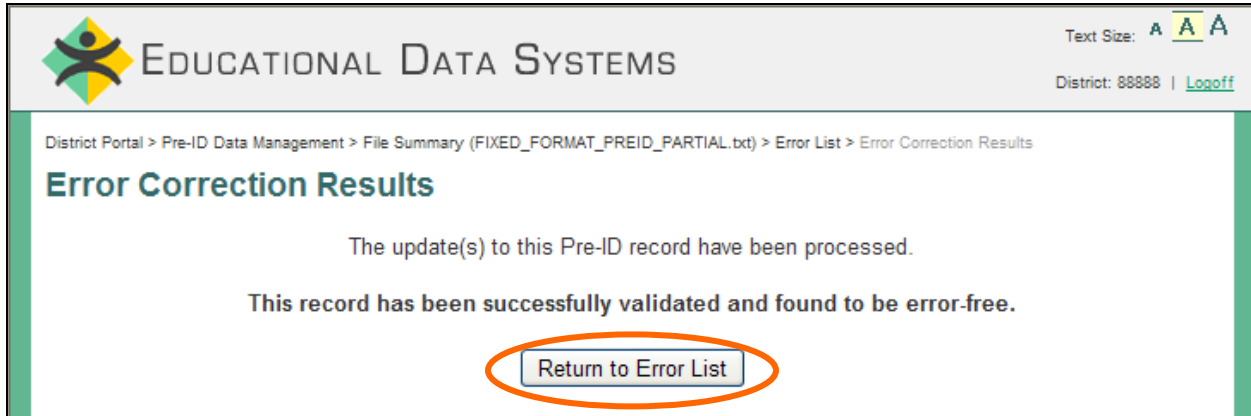 EDUCATIONAL DATA SYSTEMS
Text Size: A A A
District: 88888 | Logoff
District Portal > Pre-ID Data Management > File Summary (FIXED_FORMAT_PREID_PARTIAL.txt) > Error List > Error Correction Results
Error Correction Results
The update(s) to this Pre-ID record have been processed.
This record has been successfully validated and found to be error-free.
Return to Error List